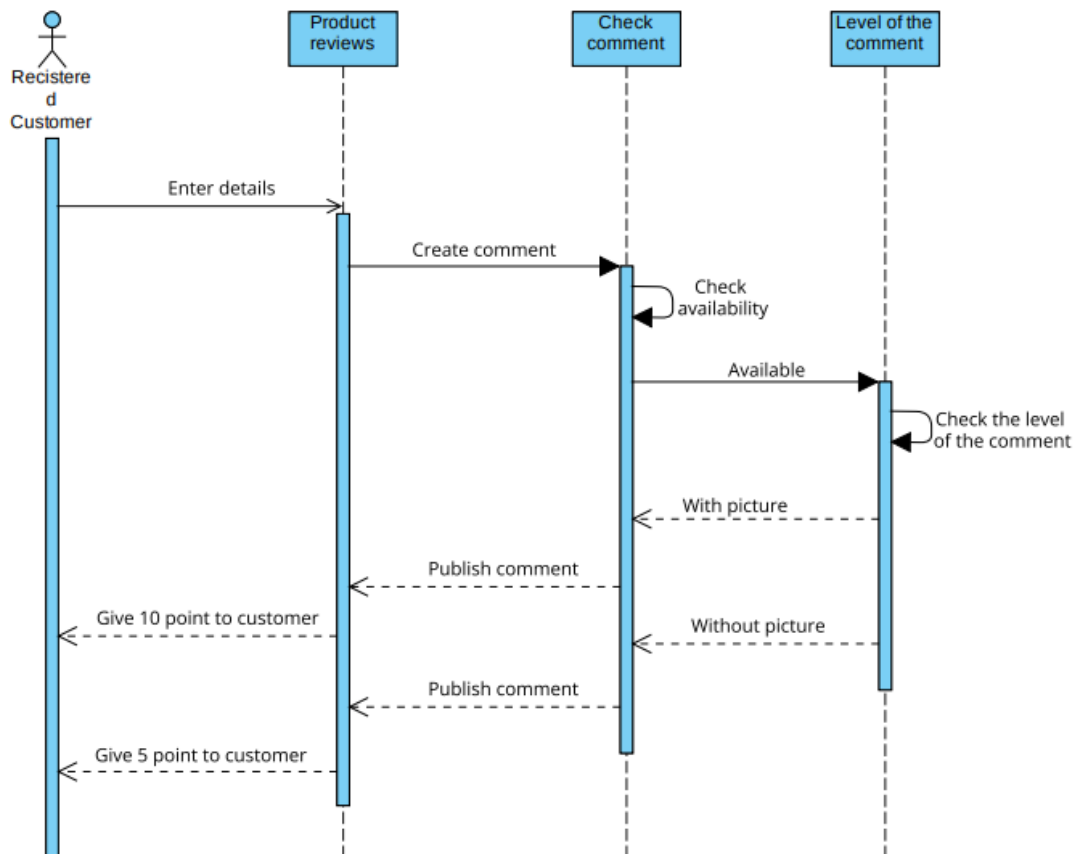 Product
reviews
Check
comment
Level of the
comment
Recistere
d
Customer
Enter details
Create comment
Check
availability
Available
Check the level
of the comment
With picture
Publish comment
Give 10 point to customer
Without picture
Publish comment
Give 5 point to customer